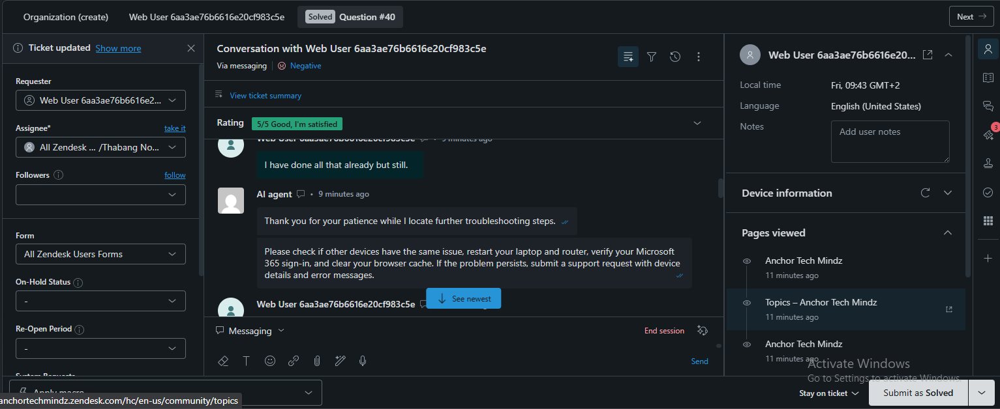 Organization (create)
Web User 6aa3ae76b6616e20cf983c5e
Solved Question #40
Next
Ticket updated Show more
Requester
Web User 6aa3ae76b6616e2...
Assignee* take it
All Zendesk ... /Thabang No...
Followers follow
Form
All Zendesk Users Forms
On-Hold Status
-
Re-Open Period
-
System Requests
Apply macro
anchortechmindz.zendesk.com/hc/en-us/community/topics
Conversation with Web User 6aa3ae76b6616e20cf983c5e
Via messaging Negative
View ticket summary
Rating 5/5 Good, I'm satisfied
Web User 6aa3ae76b6616e20cf983c5e • 9 minutes ago
I have done all that already but still.
AI agent • 9 minutes ago
Thank you for your patience while I locate further troubleshooting steps.
Please check if other devices have the same issue, restart your laptop and router, verify your Microsoft
365 sign-in, and clear your browser cache. If the problem persists, submit a support request with device
details and error messages.
Web User 6aa3ae76b6616e20cf983c5e
See newest
Messaging
End session
Send
Web User 6aa3ae76b6616e20...
Local time Fri, 09:43 GMT+2
Language English (United States)
Notes Add user notes
Device information
Pages viewed
Anchor Tech Mindz
11 minutes ago
Topics – Anchor Tech Mindz
11 minutes ago
Anchor Tech Mindz
11 minutes ago
3
Activate Windows
Go to Settings to activate Windows.
Stay on ticket
Submit as Solved